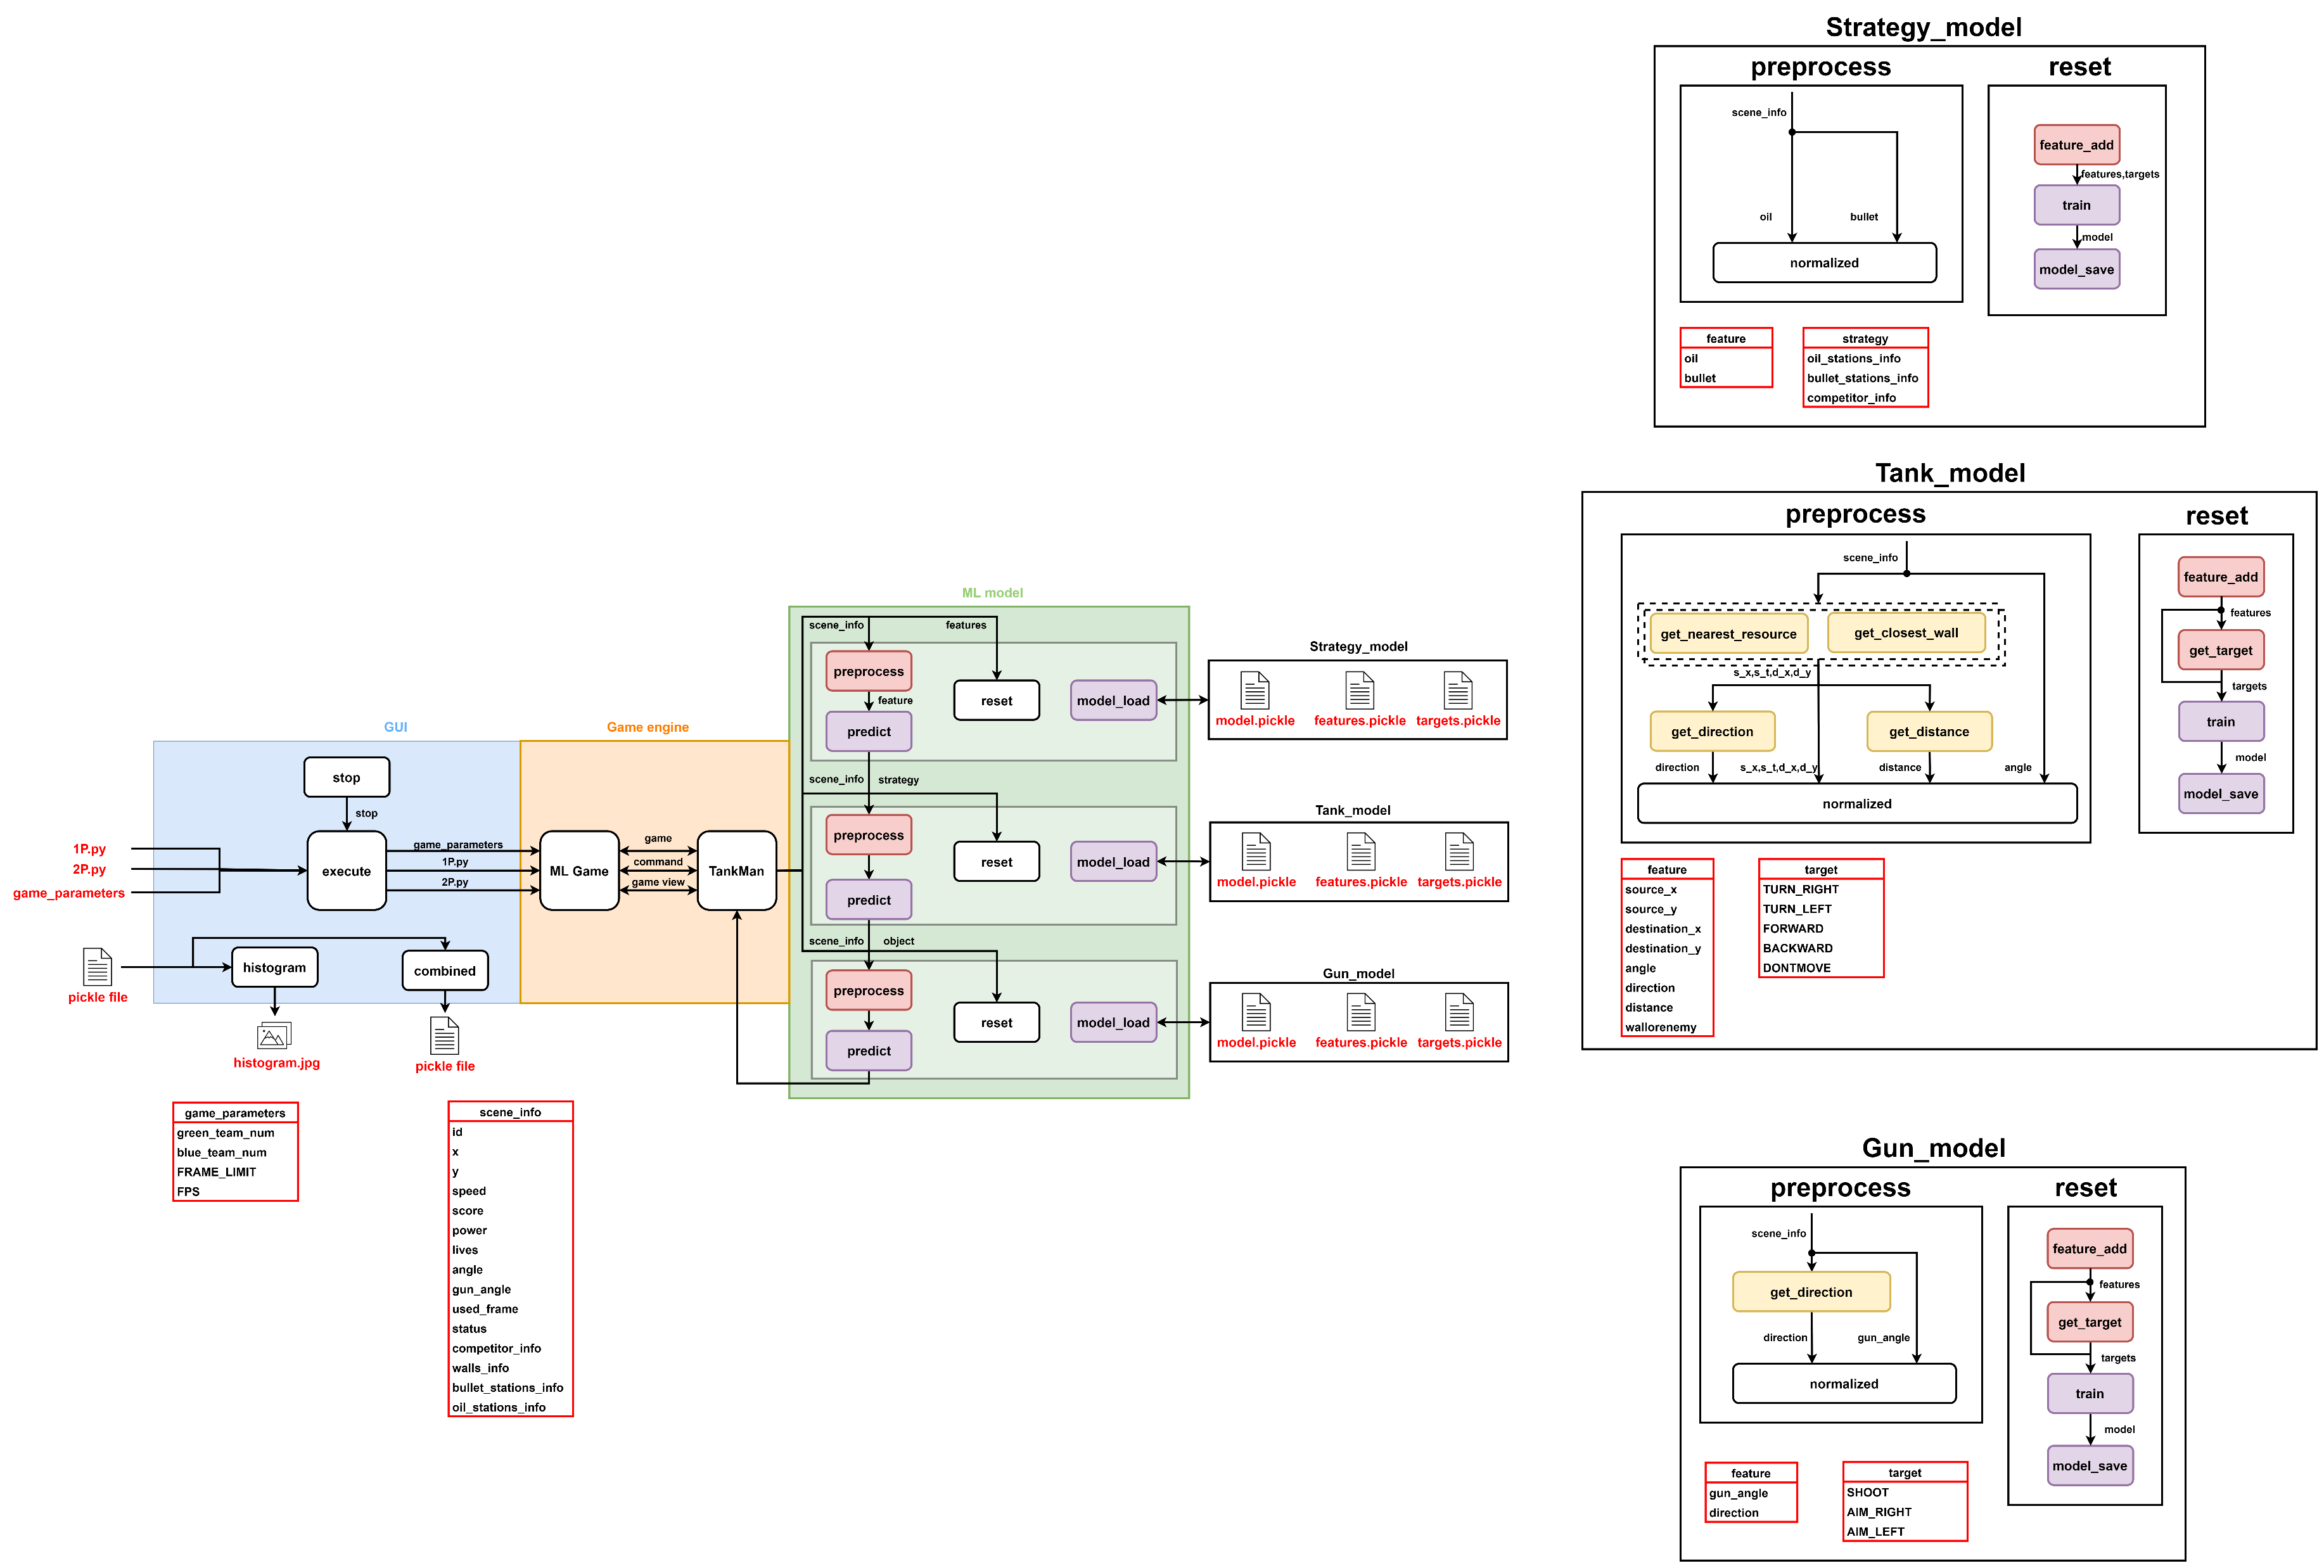 Strategy_model
preprocess
reset
scene_info
oil
bullet
normalized
feature_add
features,targets
train
model
model_save
feature
oil
bullet
strategy
oil_stations_info
bullet_stations_info
competitor_info
Tank_model
preprocess
reset
scene_info
get_nearest_resource
get_closest_wall
s_x,s_t,d_x,d_y
get_direction
get_distance
direction
s_x,s_t,d_x,d_y
distance
angle
normalized
feature_add
features
get_target
targets
train
model
model_save
feature
source_x
source_y
destination_x
destination_y
angle
direction
distance
wallorenemy
target
TURN_RIGHT
TURN_LEFT
FORWARD
BACKWARD
DONTMOVE
Gun_model
preprocess
reset
scene_info
get_direction
direction
gun_angle
normalized
feature_add
features
get_target
targets
train
model
model_save
feature
gun_angle
direction
target
SHOOT
AIM_RIGHT
AIM_LEFT
GUI
stop
stop
1P.py
2P.py
game_parameters
execute
game_parameters
1P.py
2P.py
pickle file
histogram
combined
histogram.jpg
pickle file
Game engine
ML Game
game
command
game view
TankMan
ML model
scene_info
features
preprocess
feature
predict
reset
model_load
scene_info
strategy
preprocess
predict
reset
model_load
scene_info
object
preprocess
predict
reset
model_load
Strategy_model
model.pickle
features.pickle
targets.pickle
Tank_model
model.pickle
features.pickle
targets.pickle
Gun_model
model.pickle
features.pickle
targets.pickle
game_parameters
green_team_num
blue_team_num
FRAME_LIMIT
FPS
scene_info
id
x
y
speed
score
power
lives
angle
gun_angle
used_frame
status
competitor_info
walls_info
bullet_stations_info
oil_stations_info